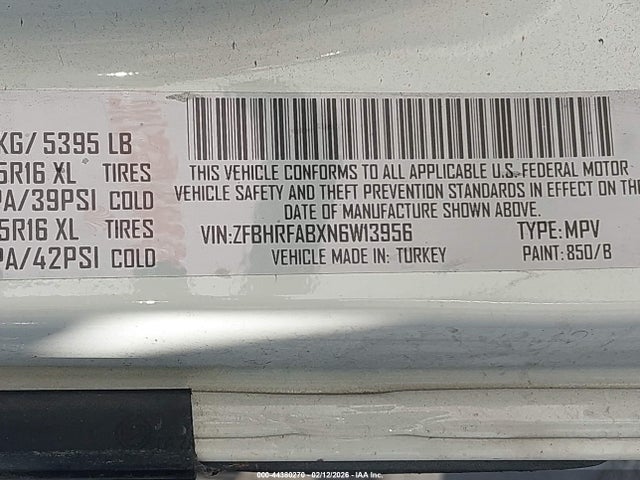 KG/ 5395 LB
5R16 XL TIRES
PA/39PSI COLD
5R16 XL TIRES
PA/42PSI COLD
THIS VEHICLE CONFORMS TO ALL APPLICABLE U.S. FEDERAL MOTOR
VEHICLE SAFETY AND THEFT PREVENTION STANDARDS IN EFFECT ON THE
DATE OF MANUFACTURE SHOWN ABOVE.
VIN:ZFBHRFABXN6W13956 TYPE: MPV
VEHICLE MADE IN: TURKEY PAINT: 850/B
000-44380270 - 02/12/2026 - IAA Inc.